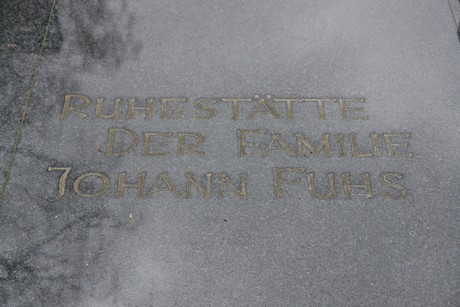 Ruhestätte
Der Familie
Johann Fuhs